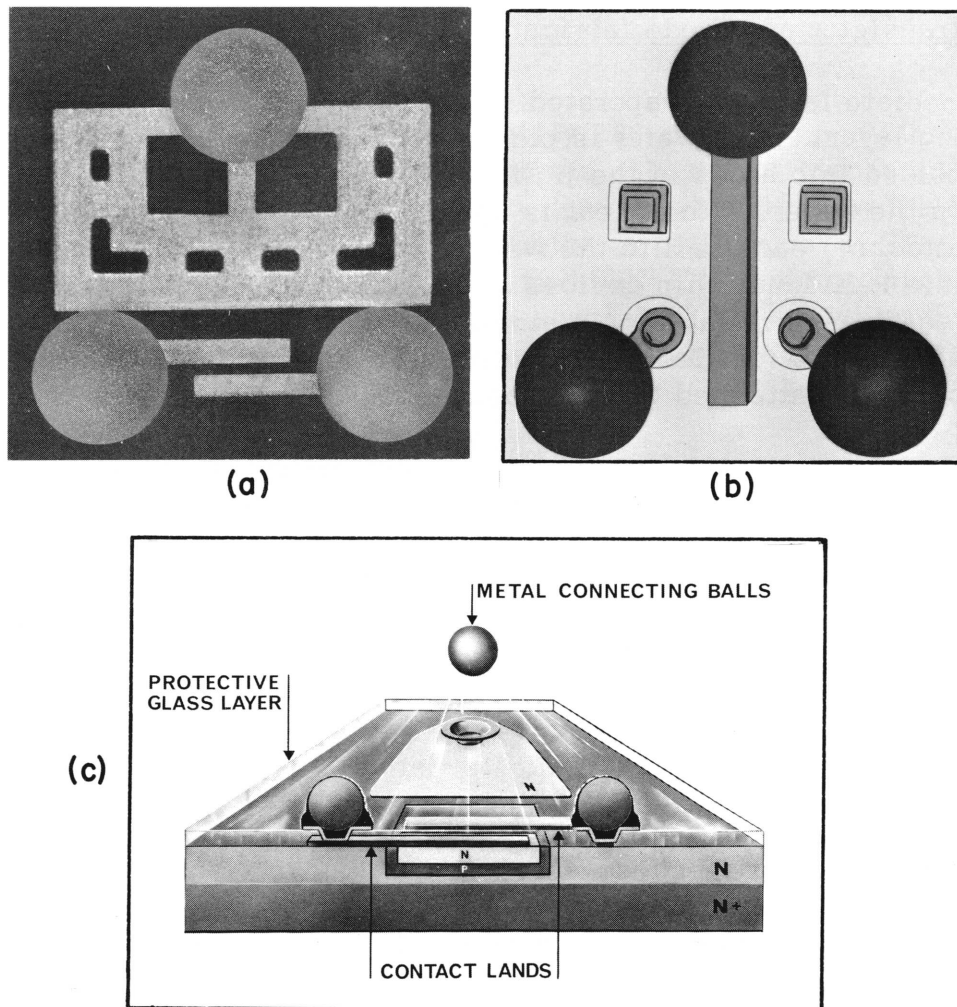 (a)
(b)
METAL CONNECTING BALLS
PROTECTIVE
GLASS LAYER
(c)
N
N
P
N
N+
CONTACT LANDS